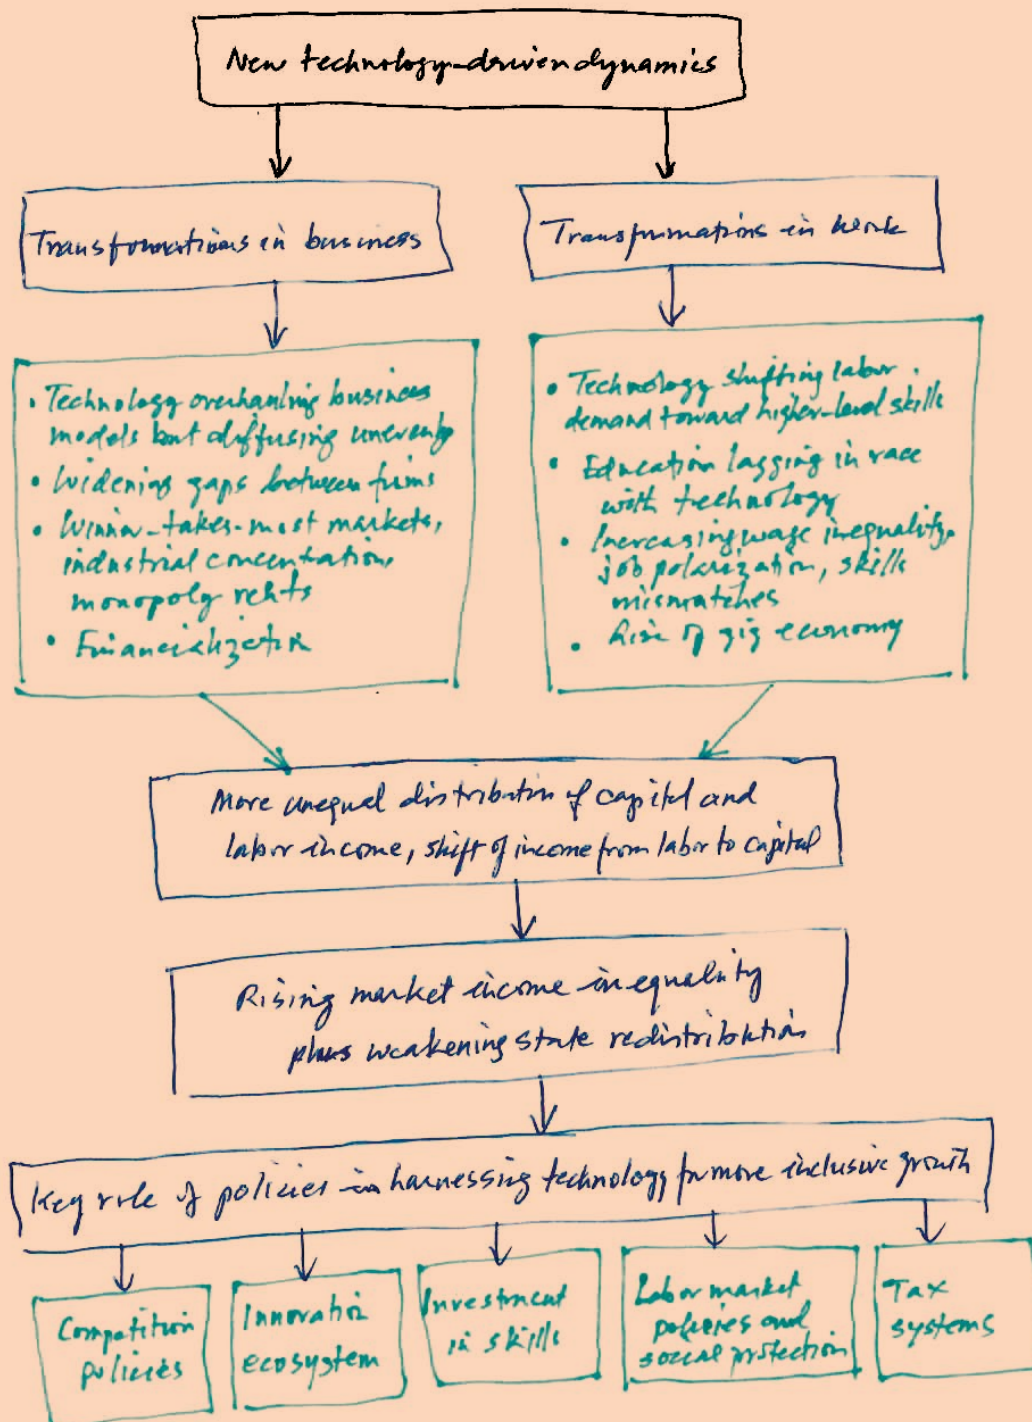 New technology-driven dynamics
Transformations in business
Transformations in work
• Technology overhauling business
models but diffusing unevenly
• Widening gaps between firms
• Winner-takes-most markets,
industrial concentration,
monopoly rents
• Financialization
• Technology shifting labor
demand toward higher-level skills
• Education lagging in race
with technology
• Increasing wage inequality,
job polarization, skills
mismatches
• Rise of gig economy
More unequal distribution of capital and
labor income, shift of income from labor to capital
Rising market income inequality
plus weakening state redistribution
Key role of policies in harnessing technology for more inclusive growth
Competition
policies
Innovation
ecosystem
Investment
in skills
Labor market
policies and
social protection
Tax
systems